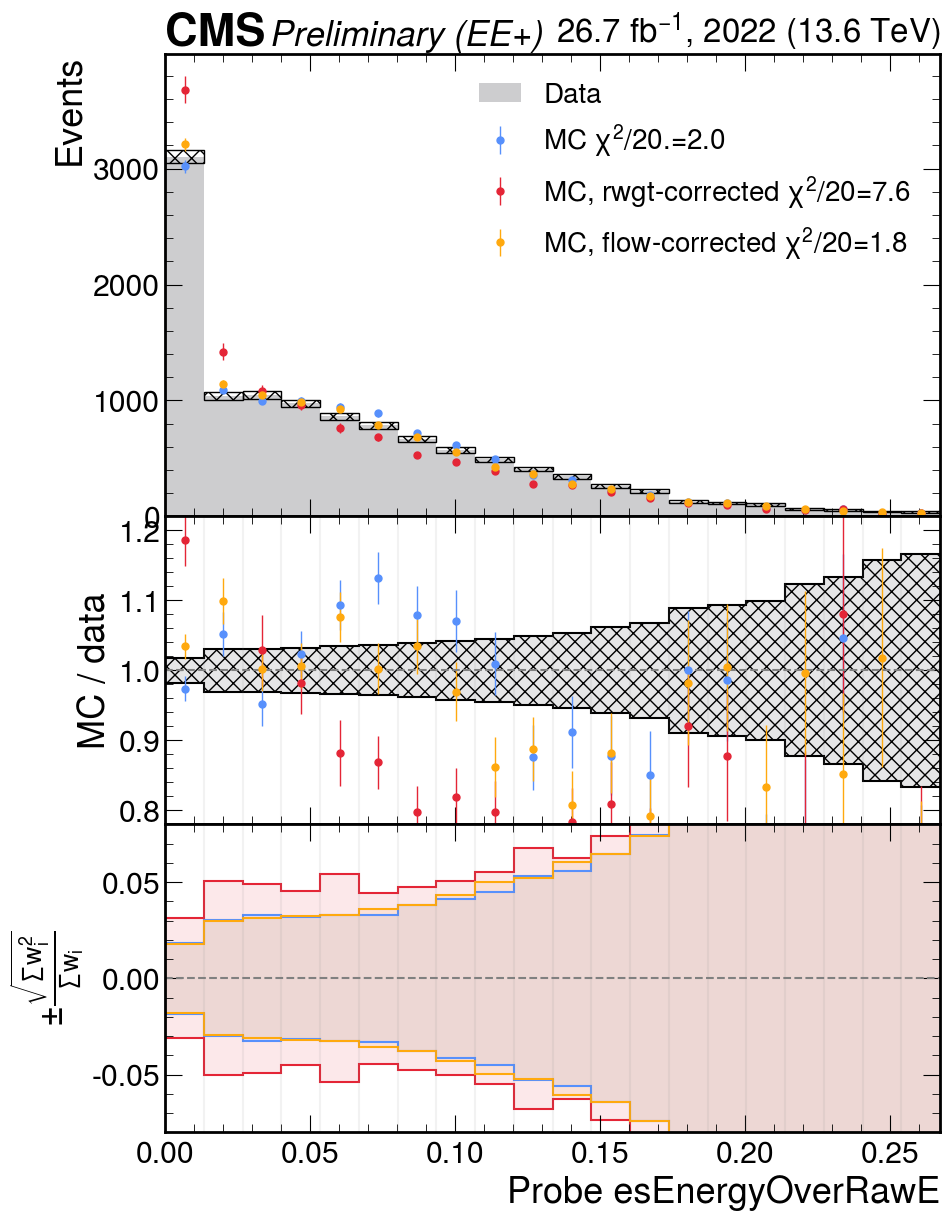 CMS Preliminary (EE+) 26.7 fb⁻¹, 2022 (13.6 TeV)
Events
3000
2000
1000
0
Data
MC χ²/20.=2.0
MC, rwgt-corrected χ²/20=7.6
MC, flow-corrected χ²/20=1.8
MC / data
1.2
1.1
1.0
0.9
0.8
±√Σw²ᵢ/Σwᵢ
0.05
0.00
-0.05
0.00 0.05 0.10 0.15 0.20 0.25
Probe esEnergyOverRawE